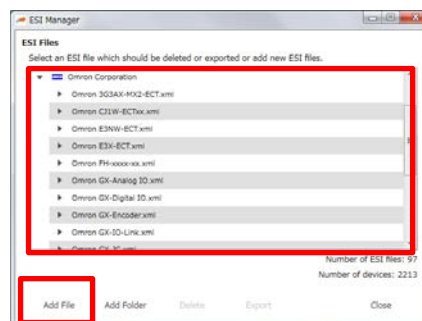 ESI Manager
ESI Files
Select an ESI file which should be deleted or exported or add new ESI files.
Omron Corporation
Omron 3G3AX-MX2-ECT.xml
Omron CJ1W-ECTxx.xml
Omron E3NW-ECT.xml
Omron E3X-ECT.xml
Omron FH-xxxx-xx.xml
Omron GX-Analog IO.xml
Omron GX-Digital IO.xml
Omron GX-Encoder.xml
Omron GX-IO-Link.xml
Number of ESI files: 97
Number of devices: 2213
Add File Add Folder Delete Export Close